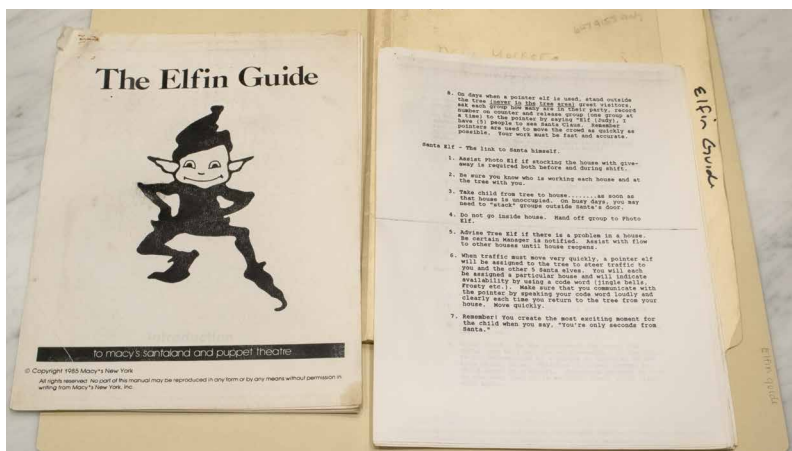 The Elfin Guide
to macy's santaland and puppet theatre
© Copyright 1985 Macy*s New York
All rights reserved No part of this manual may be reproduced in any form or by any means without permission in
writing from Macy*s New York, Inc.
8. On days when a pointer elf is used, stand outside
the tree (never in the tree area) greet visitors,
ask each group how many are in their party, record
number on counter and release group (one group at
a time) to the pointer by saying "Elf (Judy), I
have (5) people to see Santa Claus. Remember
pointers are used to move the crowd as quickly as
possible. Your work must be fast and accurate.
Santa Elf - The link to Santa himself.
1. Assist Photo Elf if stocking the house with give-
away is required both before and during shift.
2. Be sure you know who is working each house and at
the tree with you.
3. Take child from tree to house.......as soon as
that house is unoccupied. On busy days, you may
need to "stack" groups outside Santa's door.
4. Do not go inside house. Hand off group to Photo
Elf.
5. Advise Tree Elf if there is a problem in a house.
Be certain Manager is notified. Assist with flow
to other houses until house reopens.
6. When traffic must move very quickly, a pointer elf
will be assigned to the tree to steer traffic to
you and the other 5 Santa elves. You will each
be assigned a particular house and will indicate
availability by using a code word (jingle bells,
Frosty etc.). Make sure that you communicate with
the pointer by speaking your code word loudly and
clearly each time you return to the tree from your
house. Move quickly.
7. Remember! You create the most exciting moment for
the child when you say, "You're only seconds from
Santa."
Elfin Guide
Elfin Guide